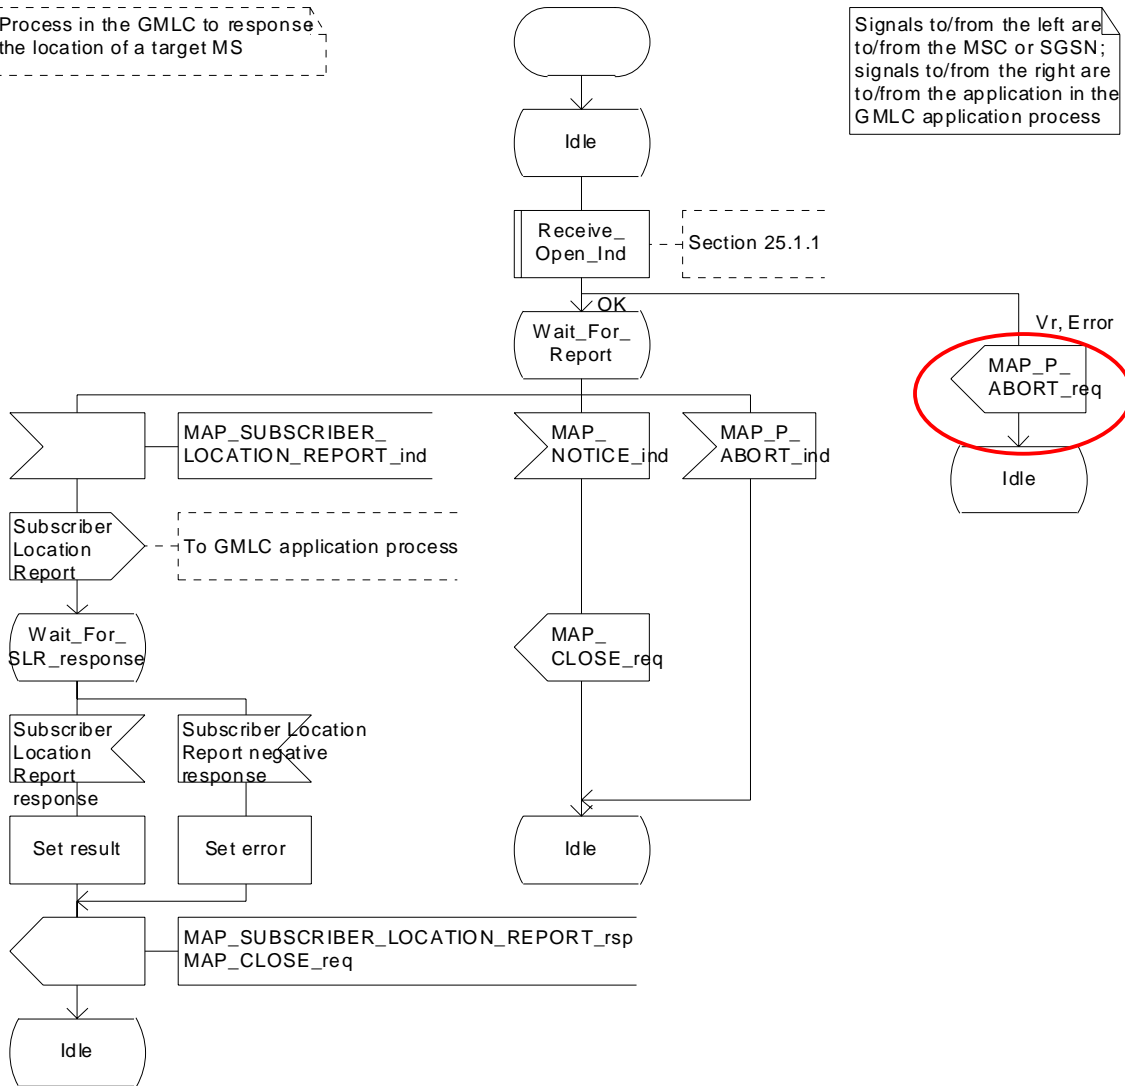 Process in the GMLC to response
the location of a target MS
Signals to/from the left are
to/from the MSC or SGSN;
signals to/from the right are
to/from the application in the
GMLC application process
Idle
Receive_
Open_Ind
Section 25.1.1
OK
Vr, Error
Wait_For_
Report
MAP_P_
ABORT_req
Idle
MAP_SUBSCRIBER_
LOCATION_REPORT_ind
MAP_
NOTICE_ind
MAP_P_
ABORT_ind
Subscriber
Location
Report
To GMLC application process
Wait_For_
SLR_response
MAP_
CLOSE_req
Subscriber
Location
Report
response
Subscriber Location
Report negative
response
Set result
Set error
Idle
MAP_SUBSCRIBER_LOCATION_REPORT_rsp
MAP_CLOSE_req
Idle